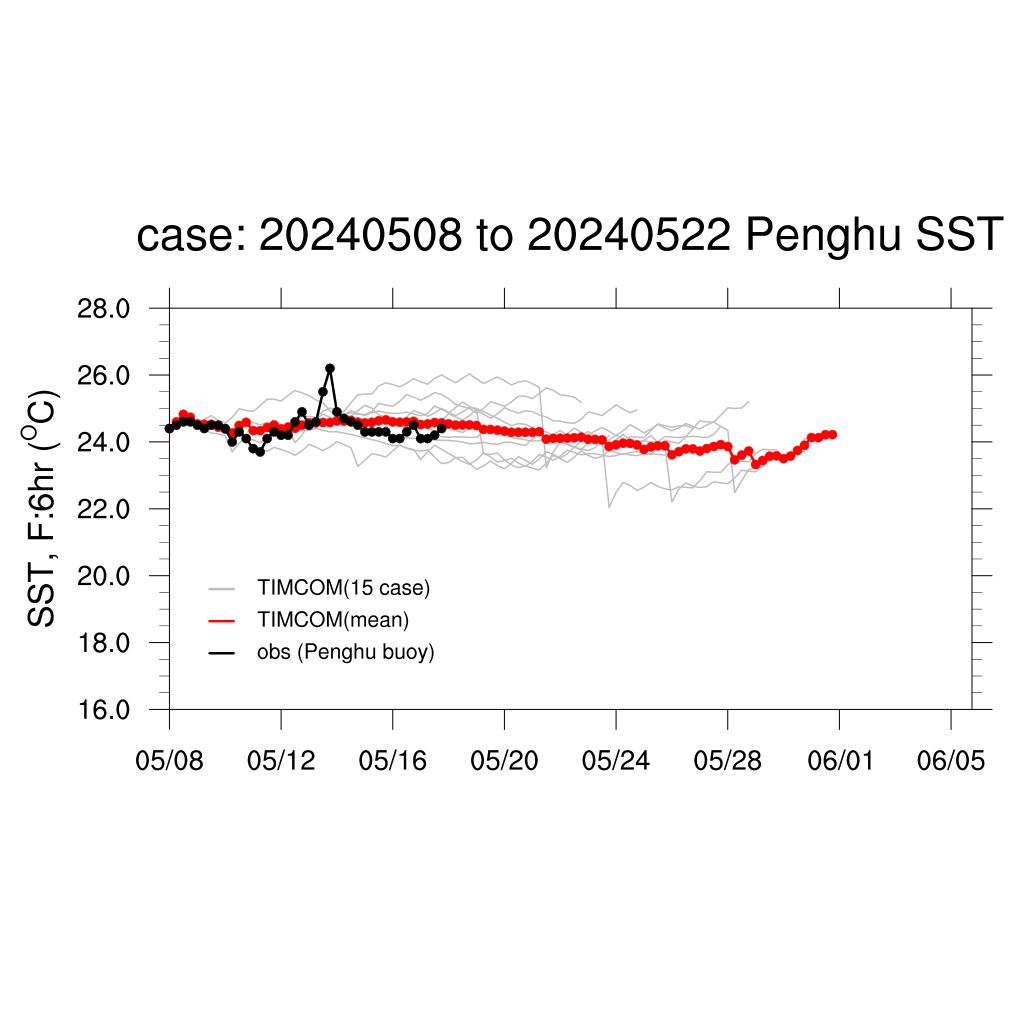 case: 20240508 to 20240522 Penghu SST
28.0
26.0
24.0
22.0
20.0
18.0
16.0
SST, F:6hr (°C)
TIMCOM(15 case)
TIMCOM(mean)
obs (Penghu buoy)
05/08 05/12 05/16 05/20 05/24 05/28 06/01 06/05